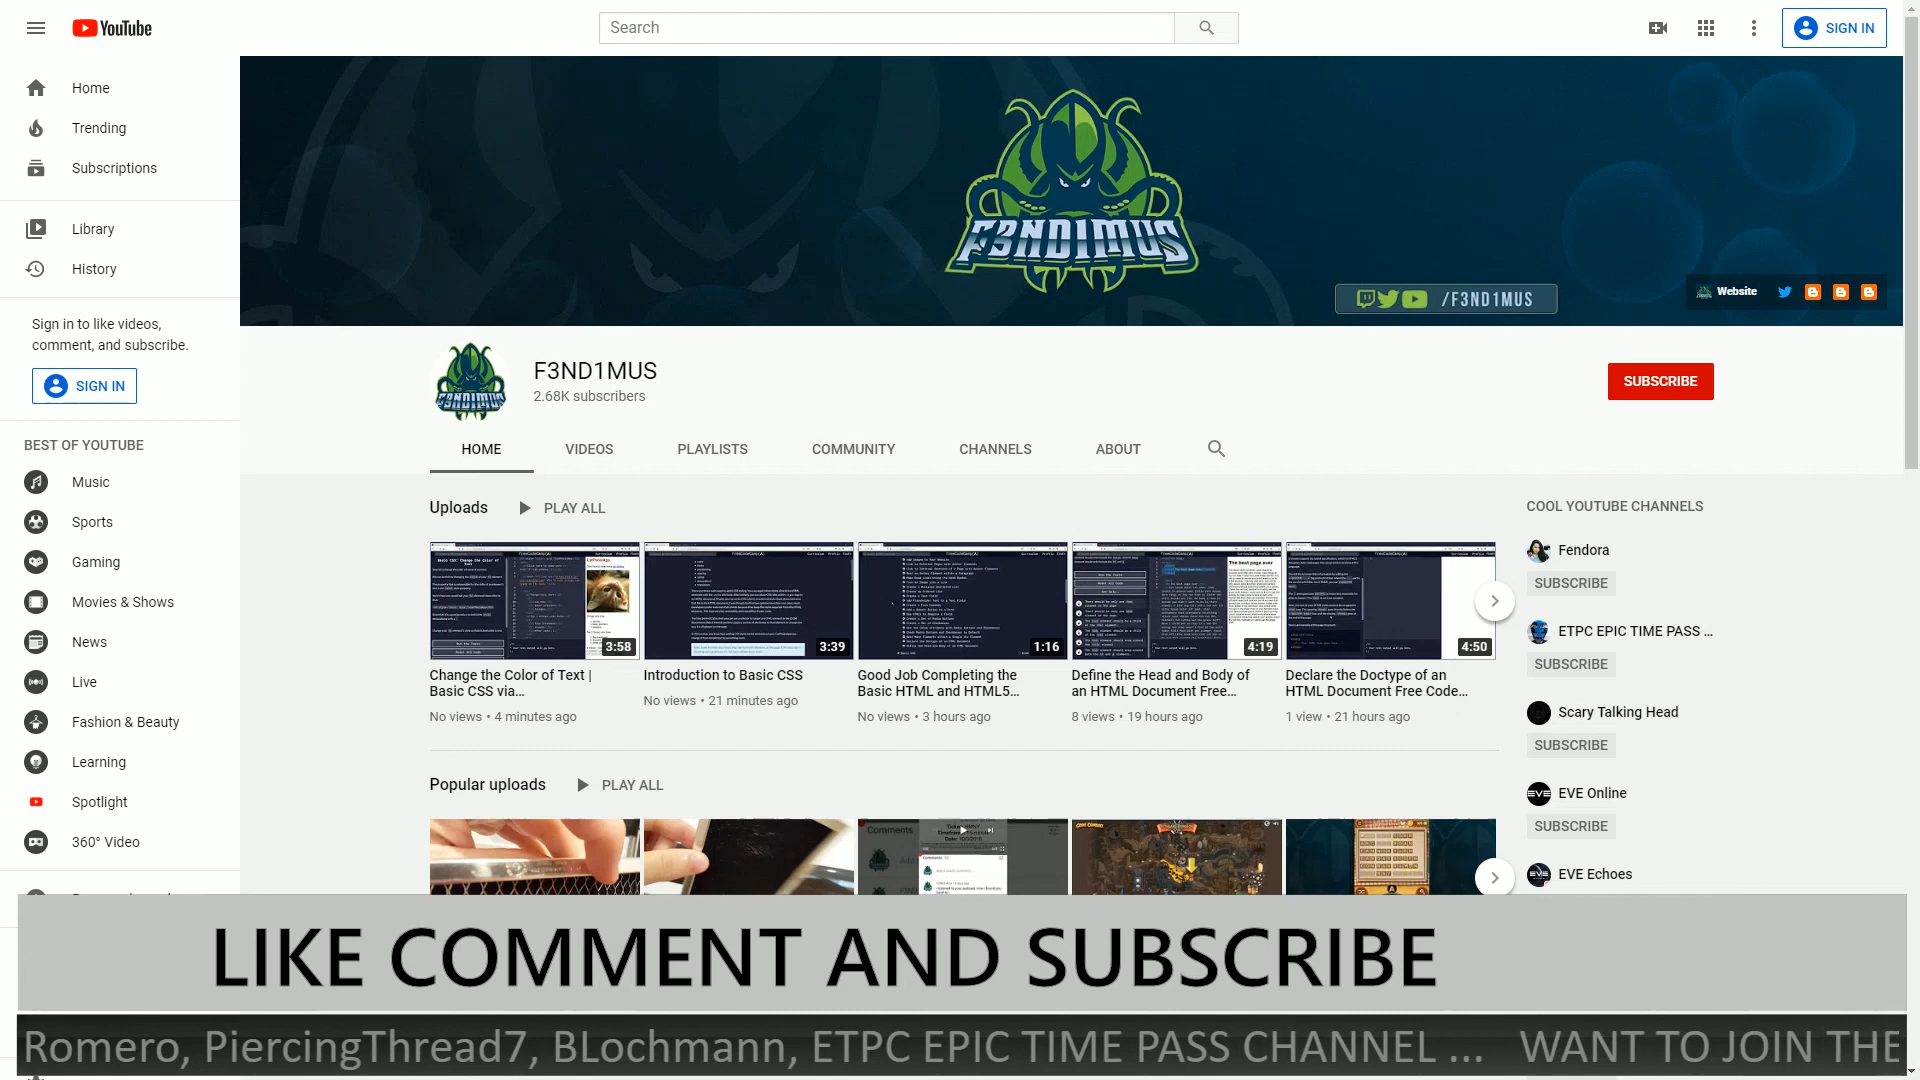 YouTube
Search
SIGN IN
Home
Trending
Subscriptions
Library
History
Sign in to like videos,
comment, and subscribe.
SIGN IN
BEST OF YOUTUBE
Music
Sports
Gaming
Movies & Shows
News
Live
Fashion & Beauty
Learning
Spotlight
360° Video
F3ND1MUS
/F3ND1MUS
Website
F3ND1MUS
2.68K subscribers
SUBSCRIBE
HOME
VIDEOS
PLAYLISTS
COMMUNITY
CHANNELS
ABOUT
Uploads
PLAY ALL
3:58
Change the Color of Text |
Basic CSS via...
No views • 4 minutes ago
3:39
Introduction to Basic CSS
No views • 21 minutes ago
1:16
Good Job Completing the
Basic HTML and HTML5...
No views • 3 hours ago
4:19
Define the Head and Body of
an HTML Document Free...
8 views • 19 hours ago
4:50
Declare the Doctype of an
HTML Document Free Code...
1 view • 21 hours ago
Popular uploads
PLAY ALL
Comments
COOL YOUTUBE CHANNELS
Fendora
SUBSCRIBE
ETPC EPIC TIME PASS ...
SUBSCRIBE
Scary Talking Head
SUBSCRIBE
EVE Online
SUBSCRIBE
EVE Echoes
LIKE COMMENT AND SUBSCRIBE
Romero, PiercingThread7, BLochmann, ETPC EPIC TIME PASS CHANNEL ... WANT TO JOIN THE